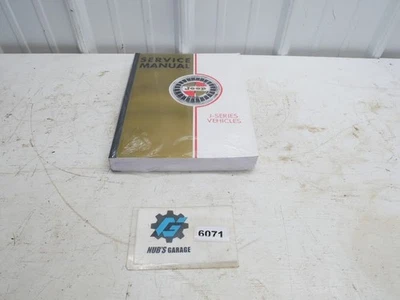 SERVICE
MANUAL
Jeep
J-SERIES
VEHICLES
6071
HUB'S GARAGE